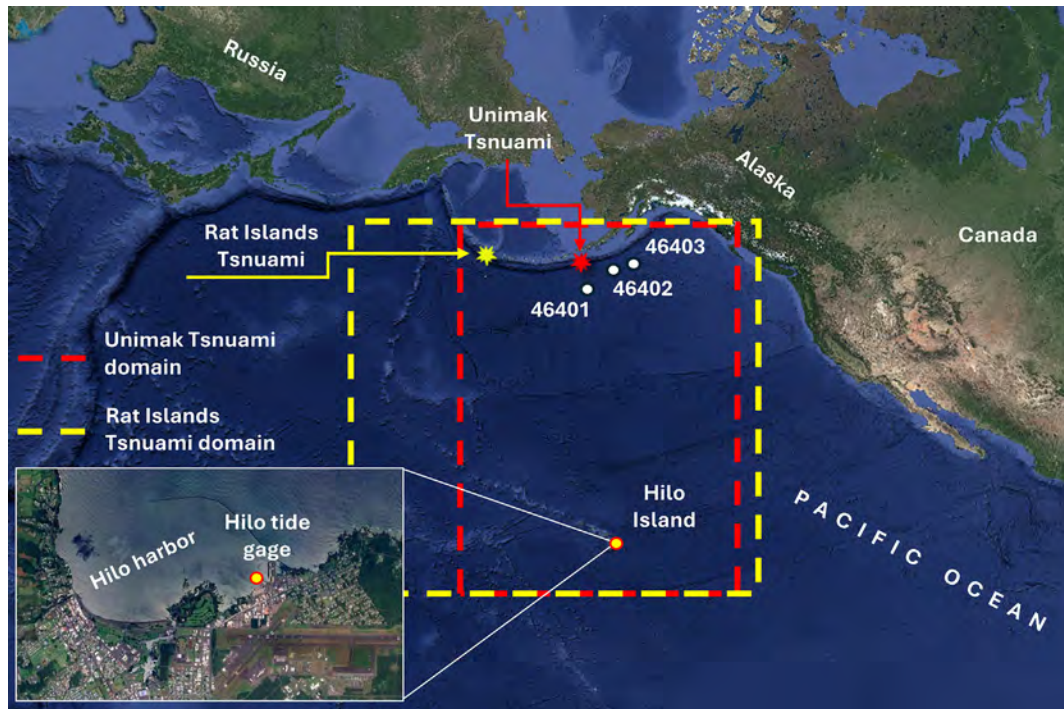 Russia
Unimak
Tsnuami
Alaska
Canada
Rat Islands
Tsnuami
46403
46402
46401
Unimak Tsnuami
domain
Rat Islands
Tsnuami domain
Hilo
Island
PACIFIC OCEAN
Hilo tide
gage
Hilo harbor